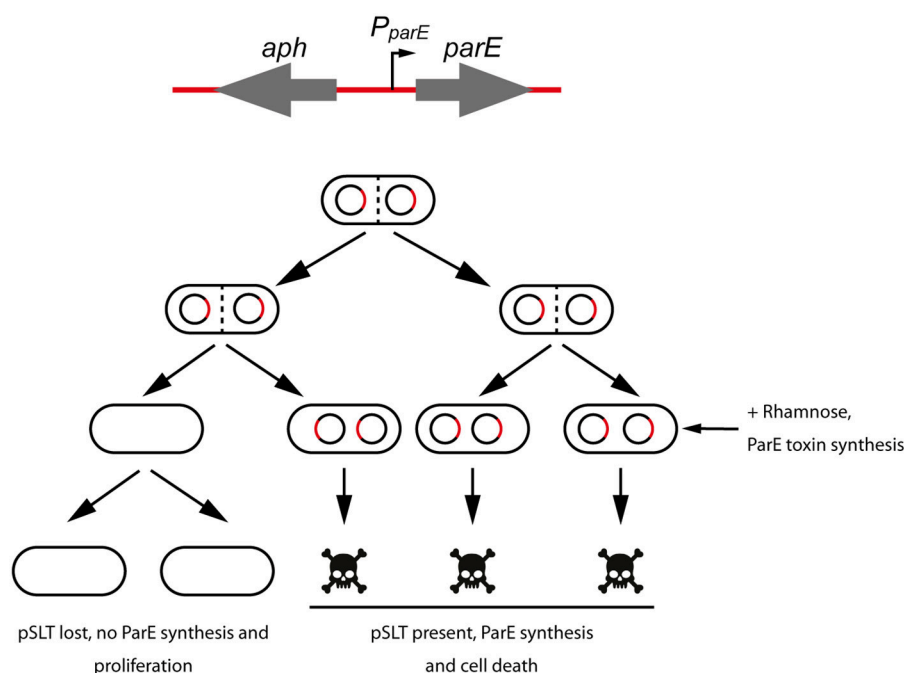 aph
PparE
parE
+ Rhamnose,
ParE toxin synthesis
pSLT lost, no ParE synthesis and
proliferation
pSLT present, ParE synthesis
and cell death